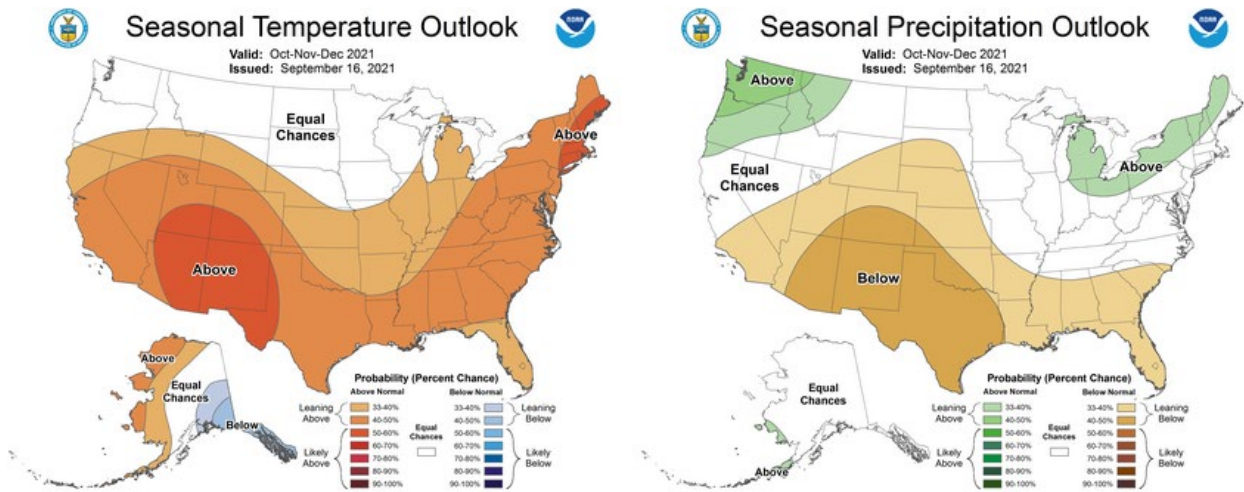 Seasonal Temperature Outlook
NOAA
Valid: Oct-Nov-Dec 2021
Issued: September 16, 2021
Equal
Chances
Above
Above
Above
Equal
Chances
Below
Probability (Percent Chance)
Above Normal
Below Normal
Leaning
Above
33-40%
40-50%
50-60%
60-70%
70-80%
80-90%
90-100%
Likely
Above
Equal
Chances
33-40%
40-50%
50-60%
60-70%
70-80%
80-90%
90-100%
Leaning
Below
Likely
Below
Seasonal Precipitation Outlook
NOAA
Valid: Oct-Nov-Dec 2021
Issued: September 16, 2021
Above
Equal
Chances
Above
Below
Equal
Chances
Above
Probability (Percent Chance)
Above Normal
Below Normal
Leaning
Above
33-40%
40-50%
50-60%
60-70%
70-80%
80-90%
90-100%
Likely
Above
Equal
Chances
33-40%
40-50%
50-60%
60-70%
70-80%
80-90%
90-100%
Leaning
Below
Likely
Below